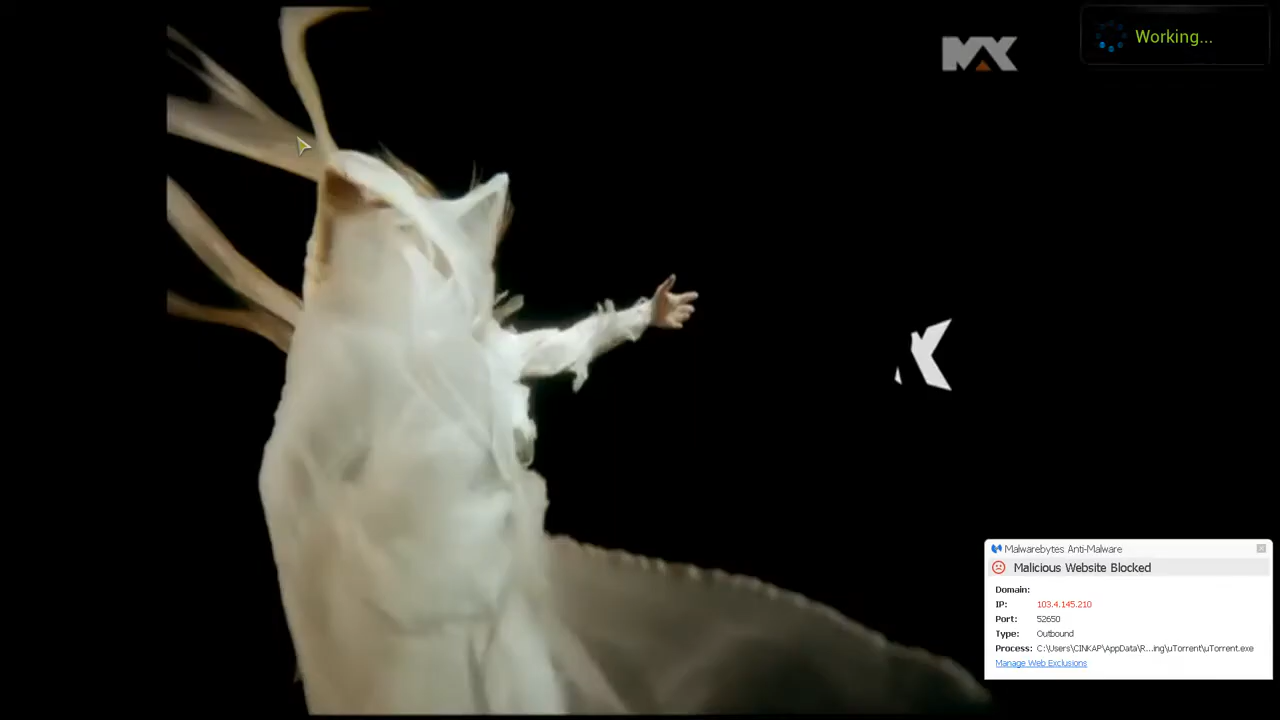 MX
Working...
Malwarebytes Anti-Malware
Malicious Website Blocked
Domain:
IP: 103.4.145.210
Port: 52650
Type: Outbound
Process: C:\Users\CINKAP\AppData\R...ing\uTorrent\uTorrent.exe
Manage Web Exclusions